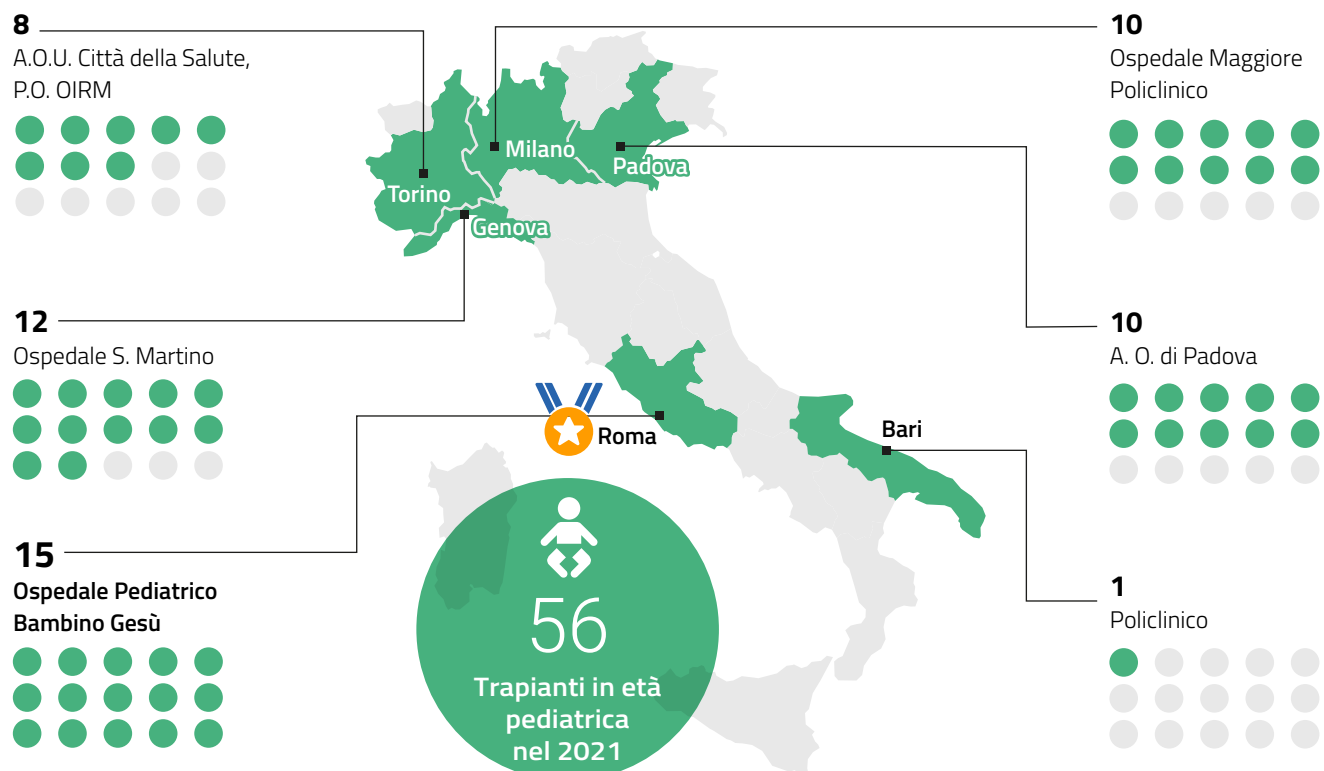 8
A.O.U. Città della Salute,
P.O. OIRM
12
Ospedale S. Martino
15
Ospedale Pediatrico
Bambino Gesù
Milano
Padova
Torino
Genova
Roma
Bari
56
Trapianti in età
pediatrica
nel 2021
10
Ospedale Maggiore
Policlinico
10
A. O. di Padova
1
Policlinico